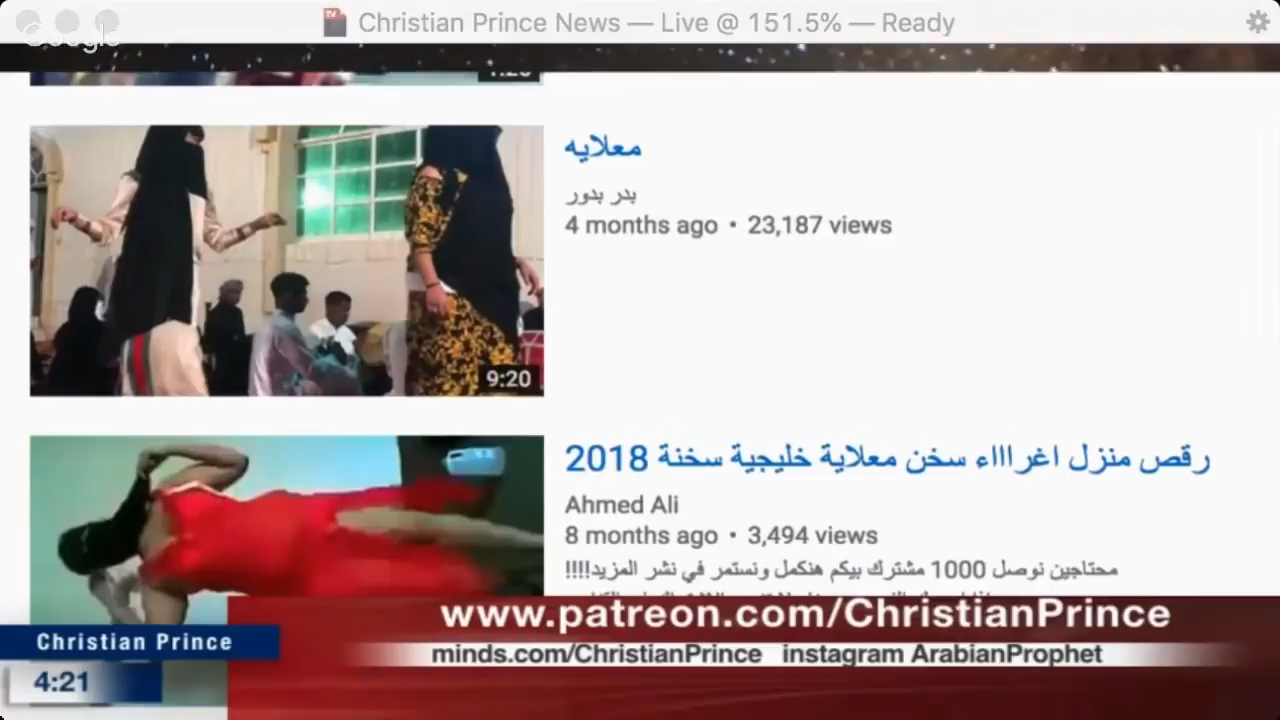 Christian Prince News — Live @ 151.5% — Ready
Google
معلايه
بدر بدور
4 months ago • 23,187 views
9:20
رقص منزل اغراااء سخن معلاية خليجية سخنة 2018
Ahmed Ali
8 months ago • 3,494 views
محتاجين نوصل 1000 مشترك بيكم هنكمل ونستمر في نشر المزيد!!!!
www.patreon.com/ChristianPrince
Christian Prince
minds.com/ChristianPrince instagram ArabianProphet
4:21